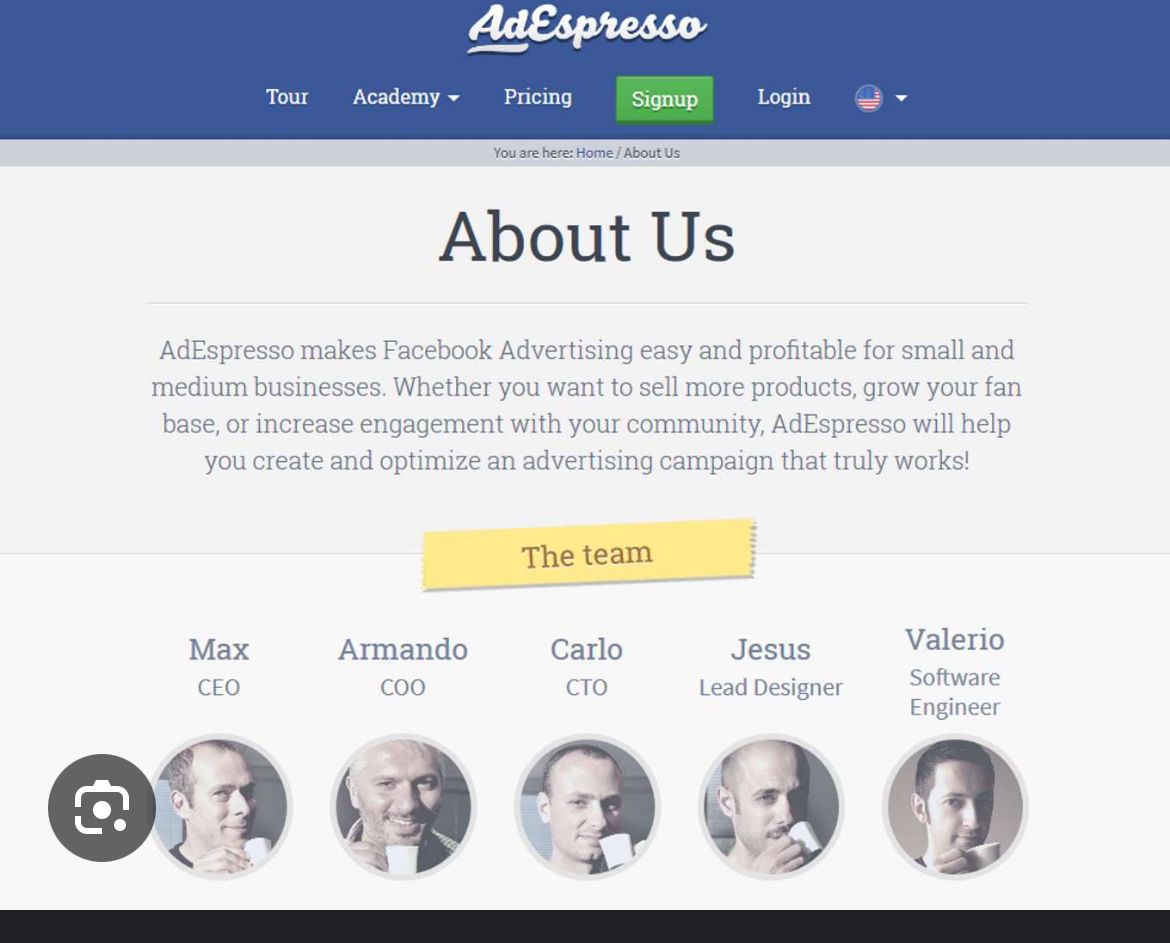 AdEspresso
Tour Academy Pricing Signup Login
You are here: Home / About Us
About Us
AdEspresso makes Facebook Advertising easy and profitable for small and
medium businesses. Whether you want to sell more products, grow your fan
base, or increase engagement with your community, AdEspresso will help
you create and optimize an advertising campaign that truly works!
The team
Max
CEO
Armando
COO
Carlo
CTO
Jesus
Lead Designer
Valerio
Software
Engineer